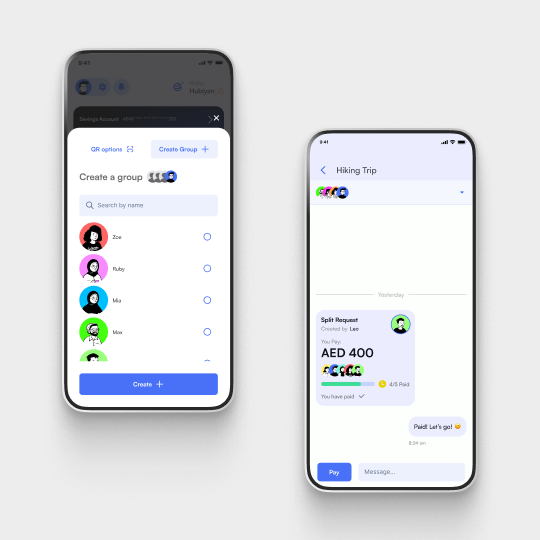 9:41
Savings Account
QR options
Create Group
Create a group
Search by name
Zoe
Ruby
Mia
Max
Create
9:41
Hiking Trip
Yesterday
Split Request
Created by Leo
You Pay:
AED 400
4/5 Paid
You have paid
Paid! Let's go! 😊
8:34 am
Pay
Message...